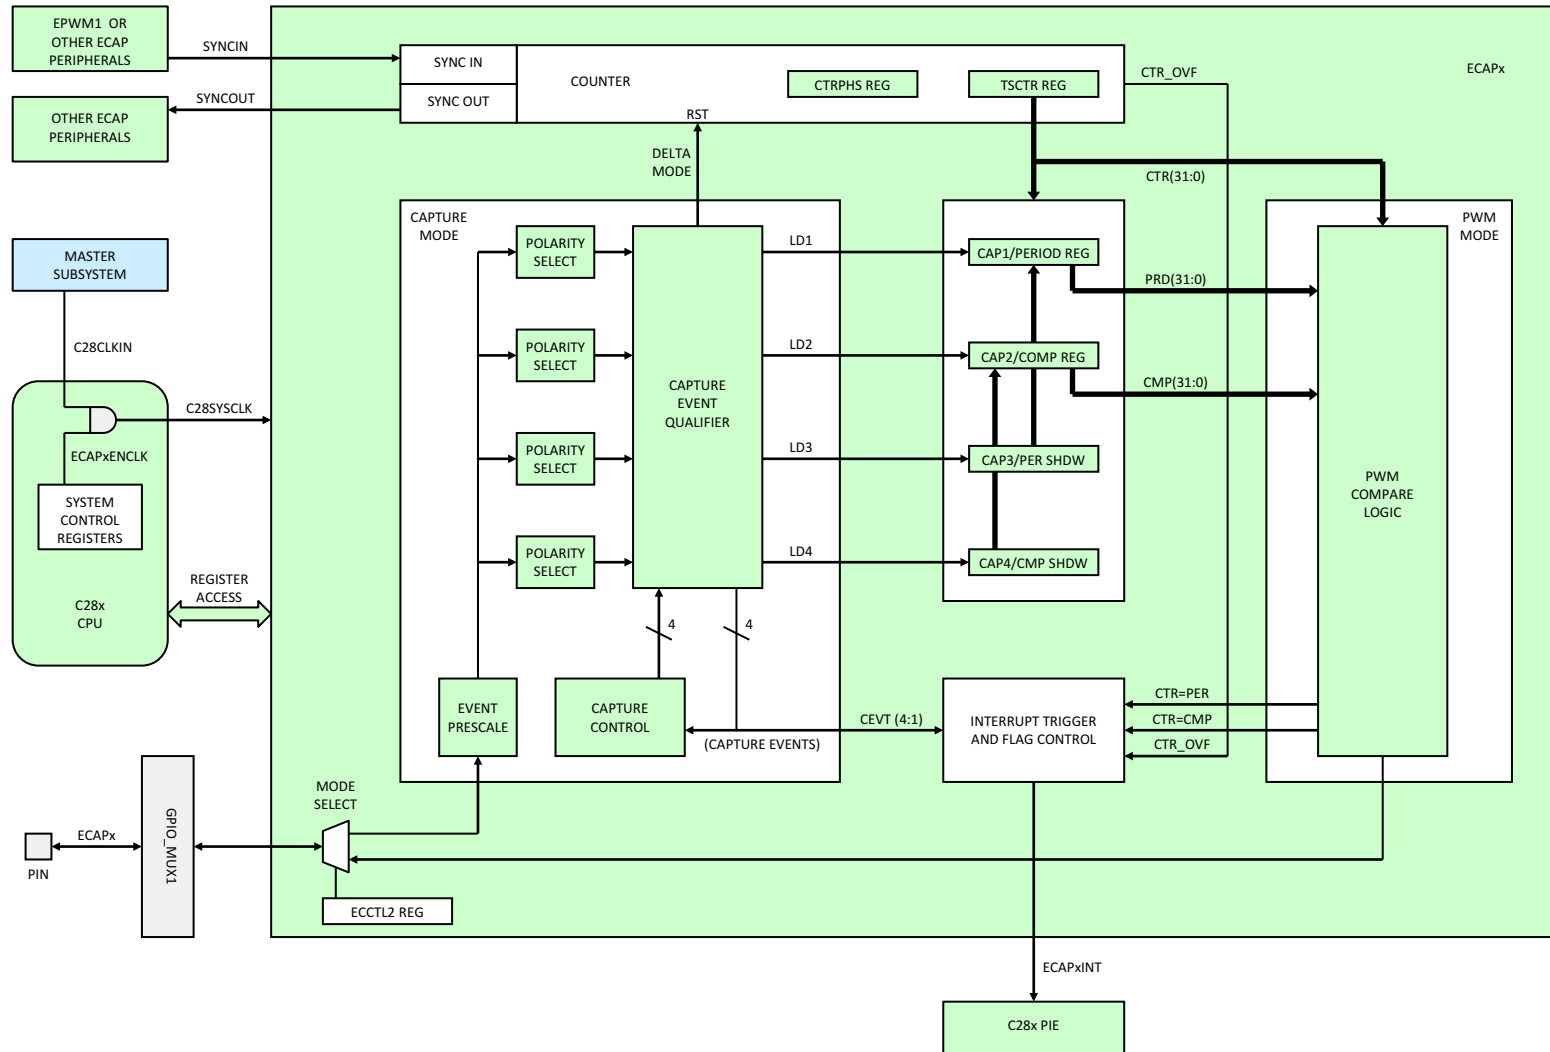 EPWM1 OR
OTHER ECAP
PERIPHERALS
SYNCIN
SYNC IN
COUNTER
CTRPHS REG
TSCTR REG
CTR_OVF
ECAPx
OTHER ECAP
PERIPHERALS
SYNCOUT
SYNC OUT
RST
DELTA
MODE
CTR(31:0)
CAPTURE
MODE
PWM
MODE
MASTER
SUBSYSTEM
POLARITY
SELECT
LD1
CAP1/PERIOD REG
PRD(31:0)
C28CLKIN
POLARITY
SELECT
LD2
CAP2/COMP REG
CMP(31:0)
CAPTURE
EVENT
QUALIFIER
C28SYSCLK
ECAPxENCLK
POLARITY
SELECT
LD3
CAP3/PER SHDW
SYSTEM
CONTROL
REGISTERS
PWM
COMPARE
LOGIC
POLARITY
SELECT
LD4
CAP4/CMP SHDW
REGISTER
ACCESS
C28x
CPU
4
4
EVENT
PRESCALE
CAPTURE
CONTROL
CEVT (4:1)
(CAPTURE EVENTS)
INTERRUPT TRIGGER
AND FLAG CONTROL
CTR=PER
CTR=CMP
CTR_OVF
MODE
SELECT
ECAPx
PIN
GPIO_MUX1
ECCTL2 REG
ECAPxINT
C28x PIE